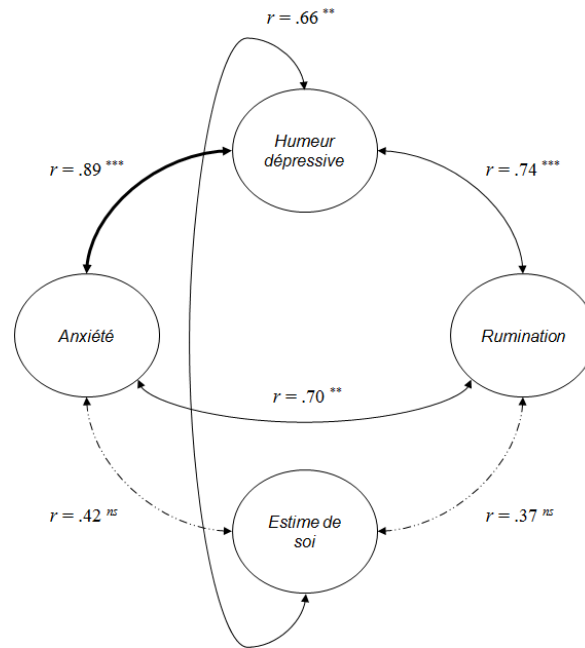 r = .66 **
Humeur
dépressive
r = .89 ***
r = .74 ***
Anxiété
Rumination
r = .70 **
r = .42 ns
Estime de
soi
r = .37 ns